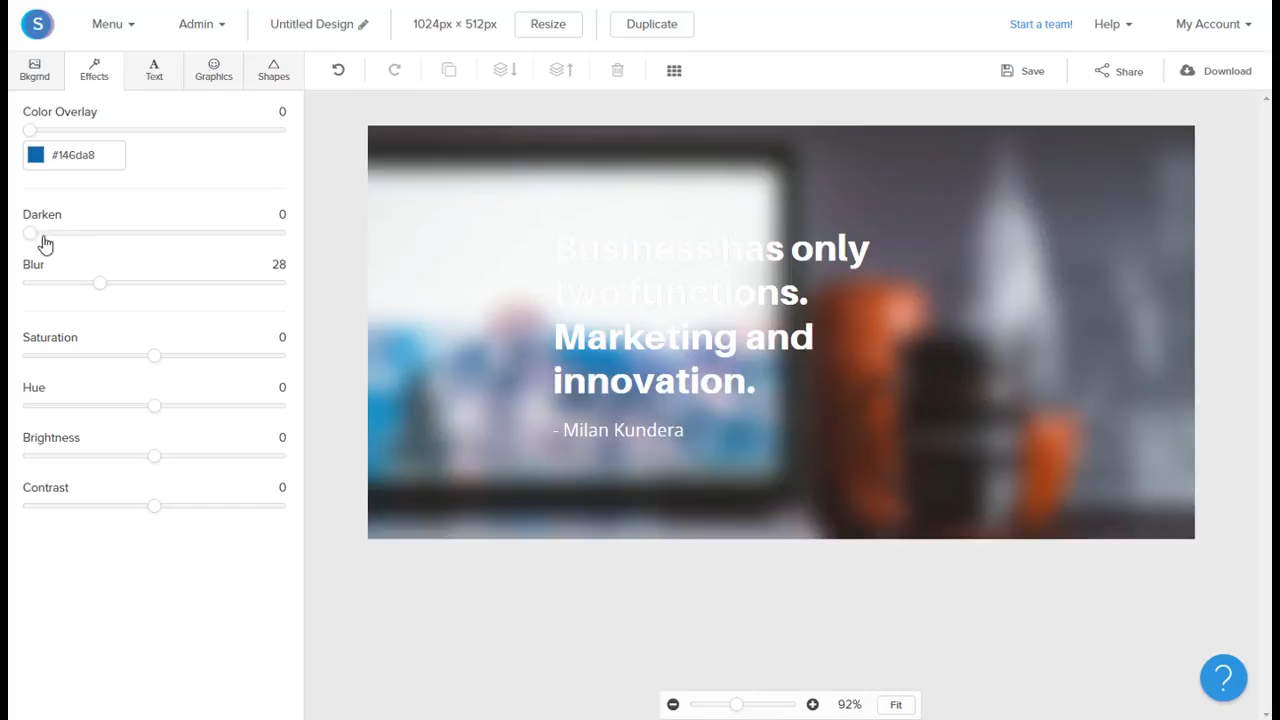 S Menu Admin Untitled Design 1024px × 512px Resize Duplicate Start a team! Help My Account
Bkgrnd Effects Text Graphics Shapes Save Share Download
Color Overlay 0
#146da8
Darken 0
Blur 28
Saturation 0
Hue 0
Brightness 0
Contrast 0
Business has only
two functions.
Marketing and
innovation.
- Milan Kundera
92% Fit
?